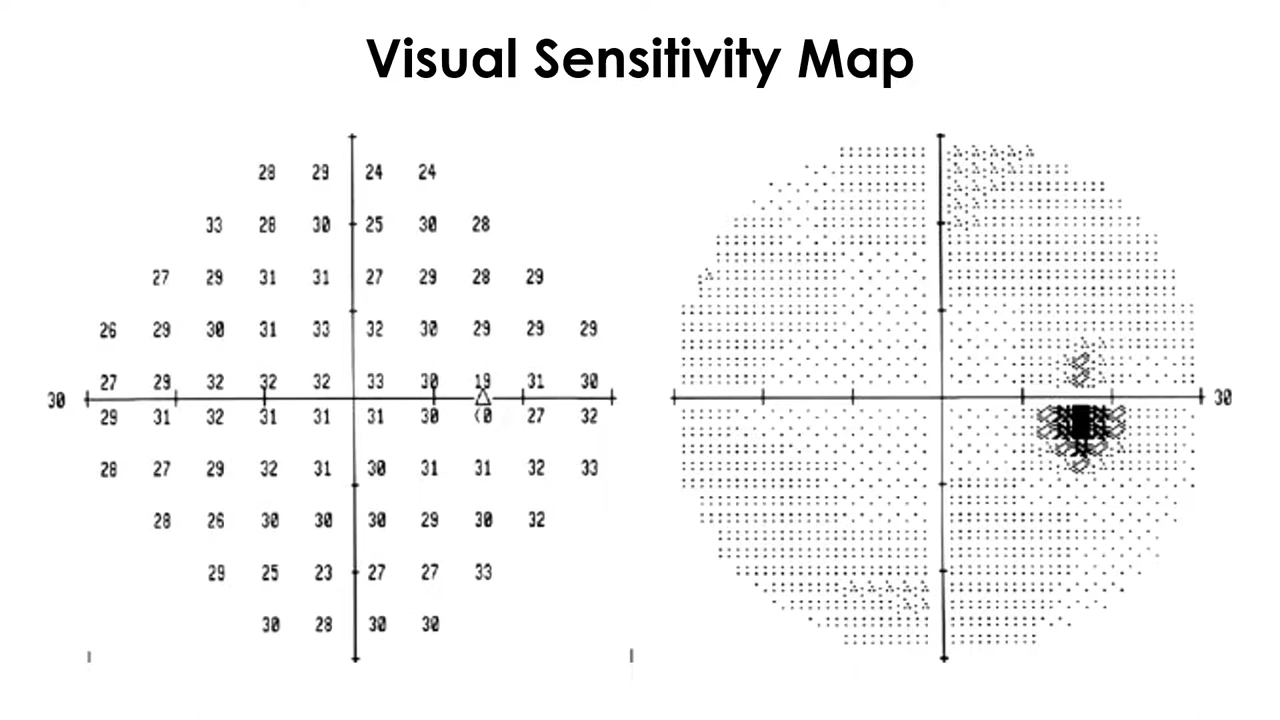 Visual Sensitivity Map
28 29 24 24
33 28 30 25 30 28
27 29 31 31 27 29 28 29
26 29 30 31 33 32 30 29 29 29
27 29 32 32 32 33 30 19 31 30
30 30
29 31 32 31 31 31 30 <0 27 32
28 27 29 32 31 30 31 31 32 33
28 26 30 30 30 29 30 32
29 25 23 27 27 33
30 28 30 30